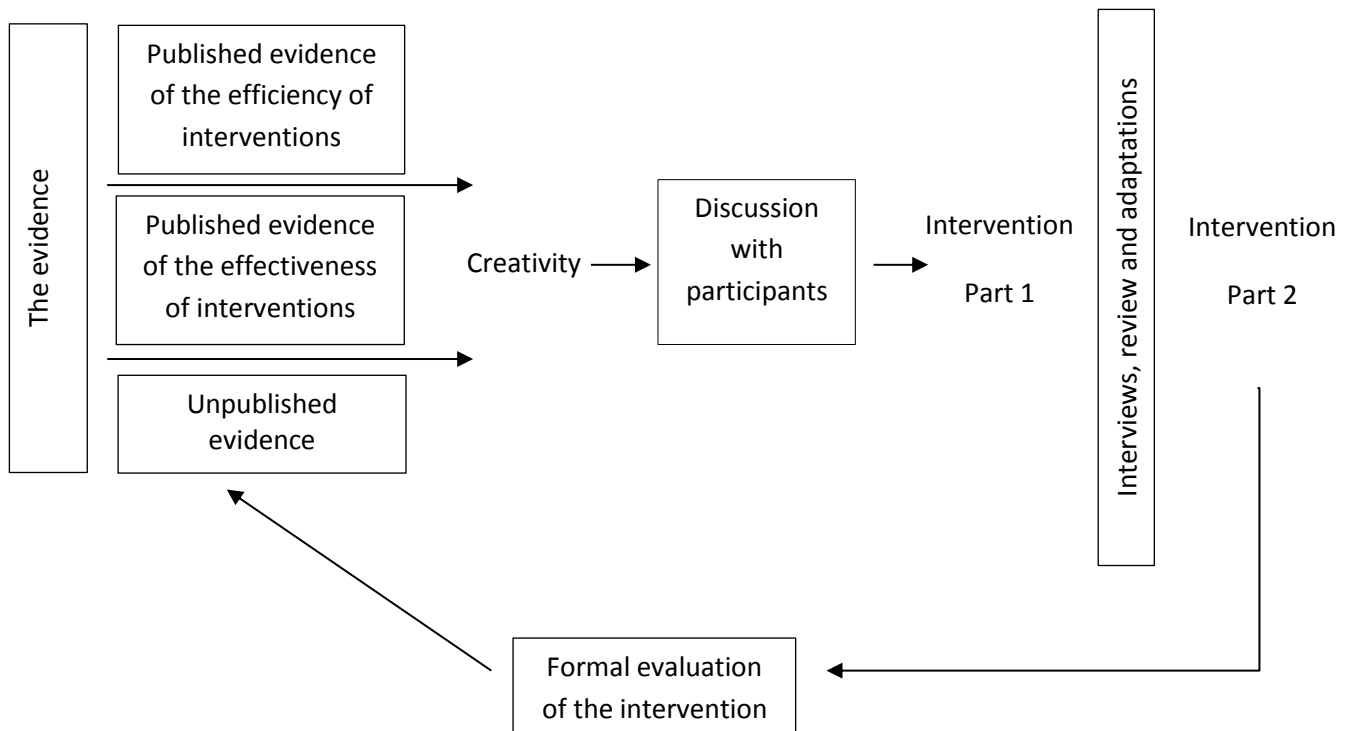 The evidence
Published evidence
of the efficiency of
interventions
Published evidence
of the effectiveness
of interventions
Unpublished
evidence
Creativity
Discussion
with
participants
Intervention
Part 1
Interviews, review and adaptations
Intervention
Part 2
Formal evaluation
of the intervention